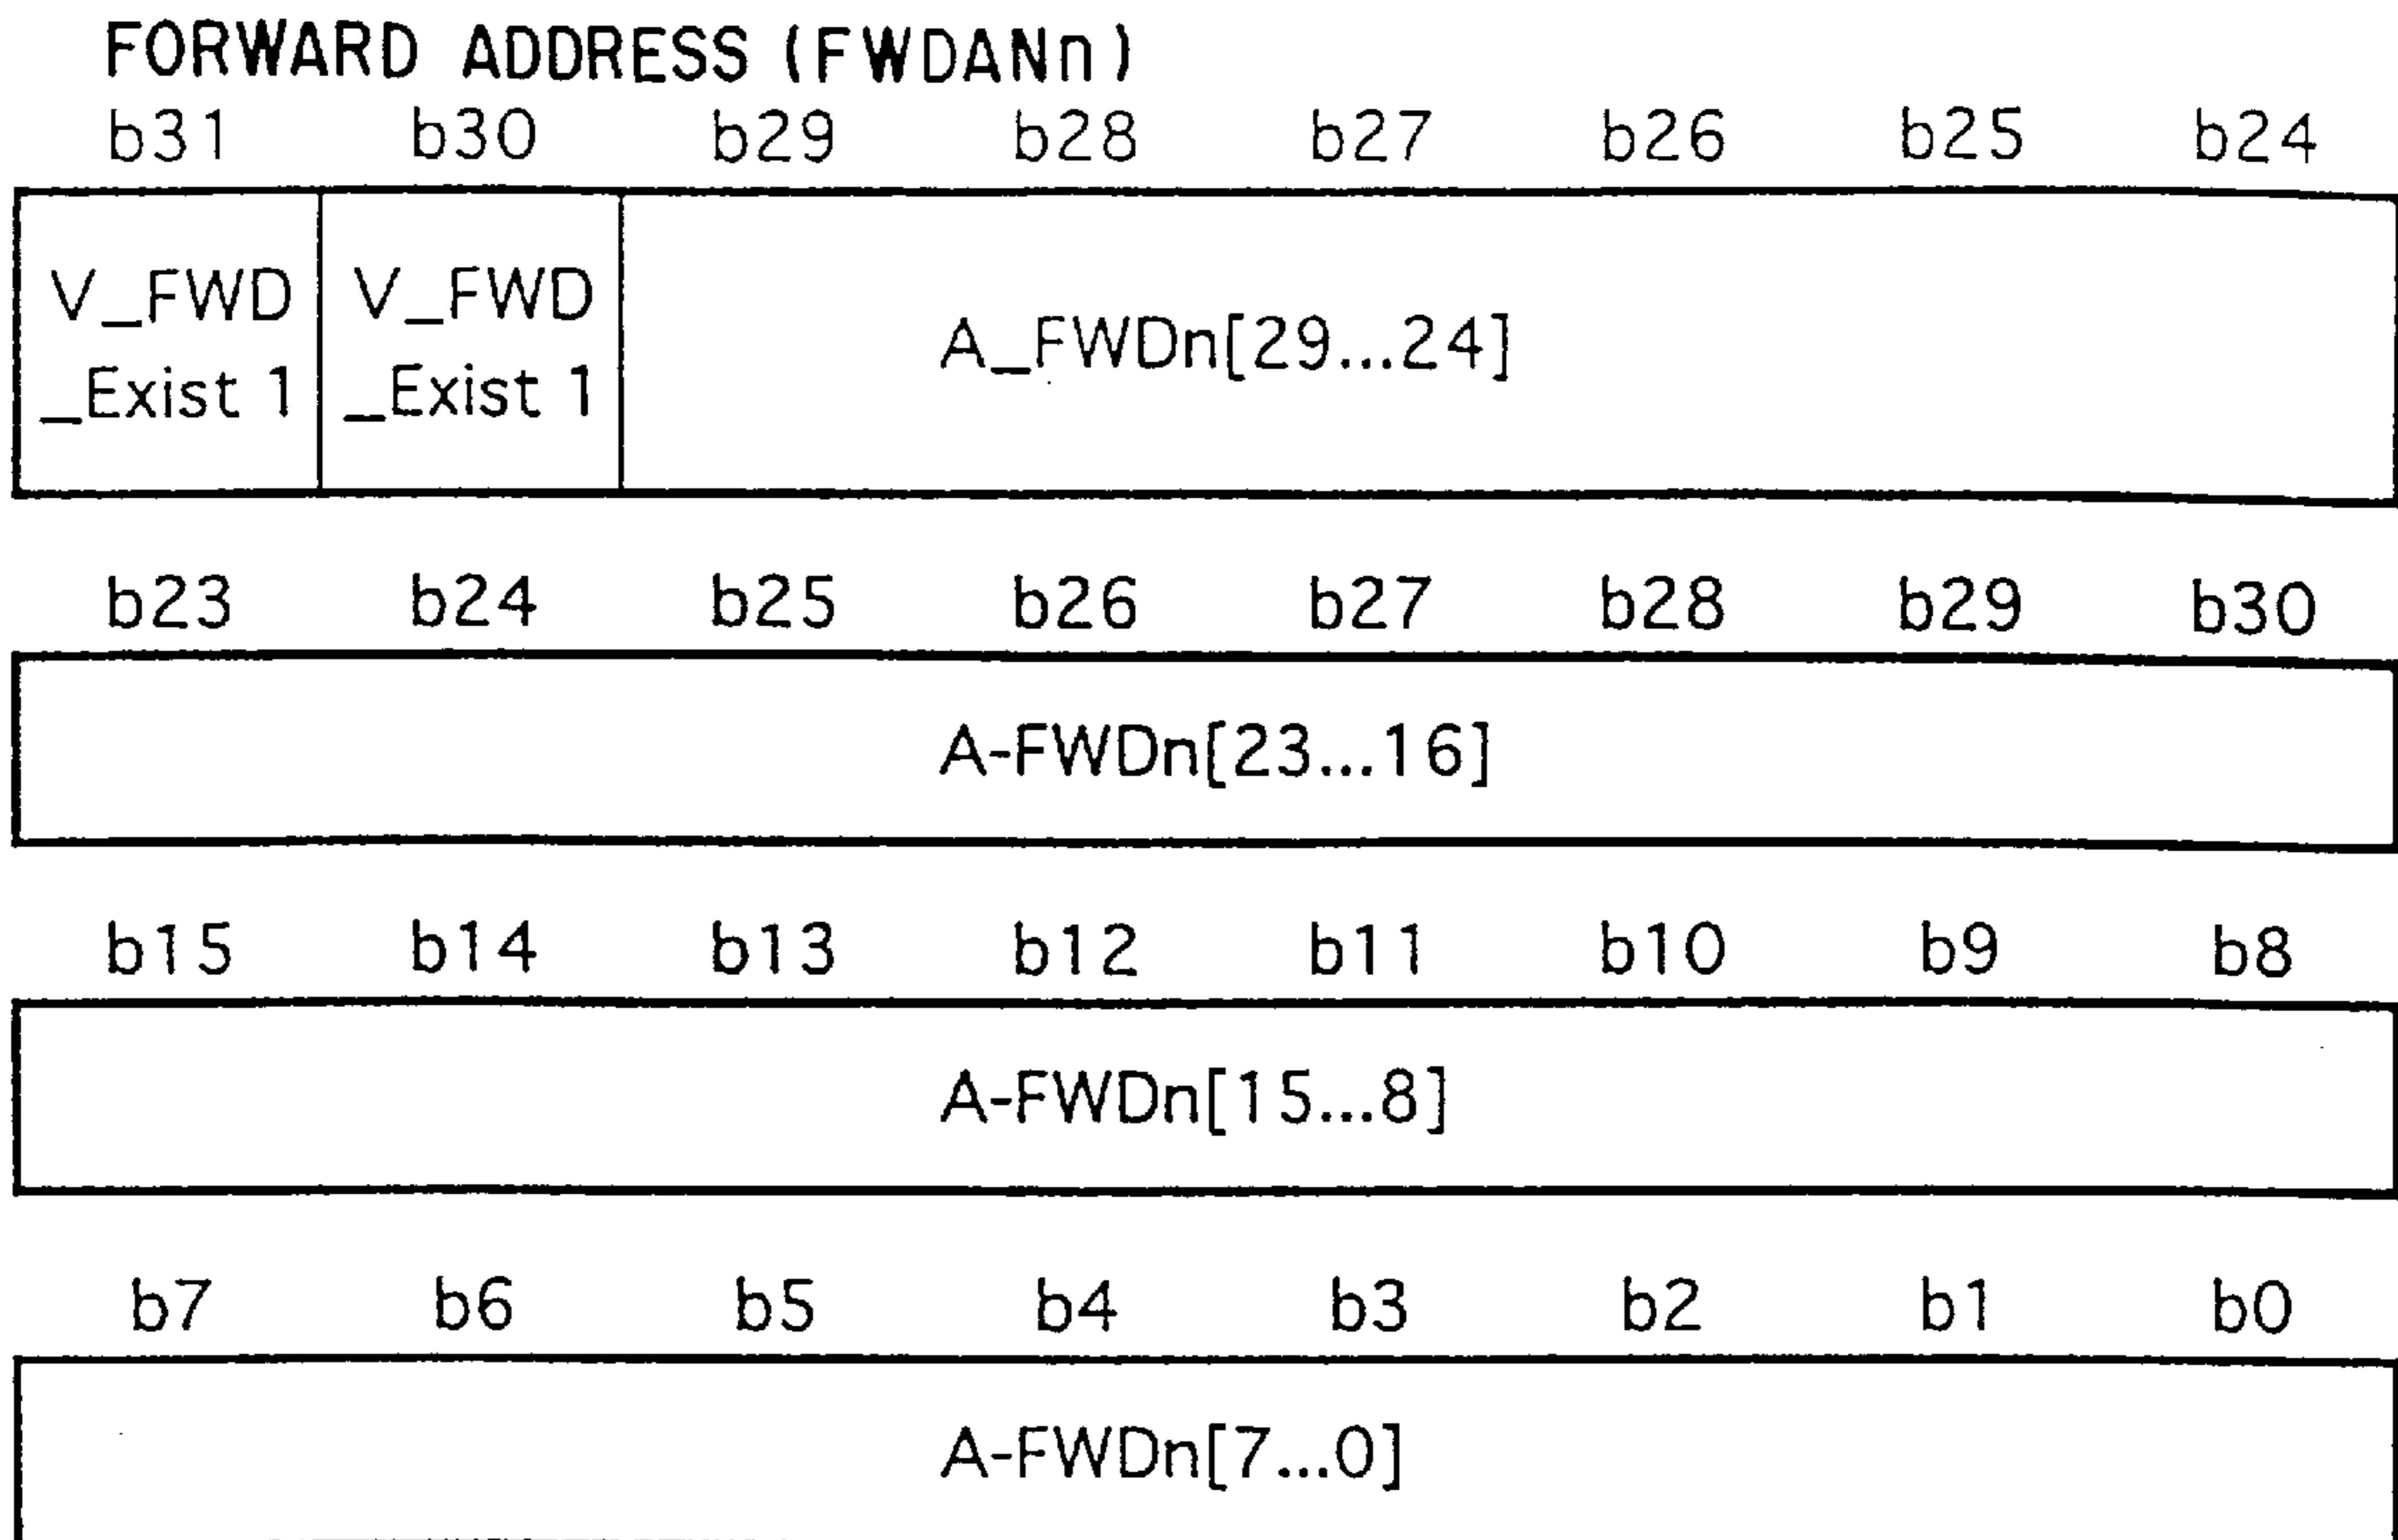 FORWARD ADDRESS (FWDANn)
b31 b30 b29 b28 b27 b26 b25 b24
V_FWD V_FWD
_Exist 1 _Exist 1
A_FWDn[29...24]
b23 b24 b25 b26 b27 b28 b29 b30
A-FWDn[23...16]
b15 b14 b13 b12 b11 b10 b9 b8
A-FWDn[15...8]
b7 b6 b5 b4 b3 b2 b1 b0
A-FWDn[7...0]